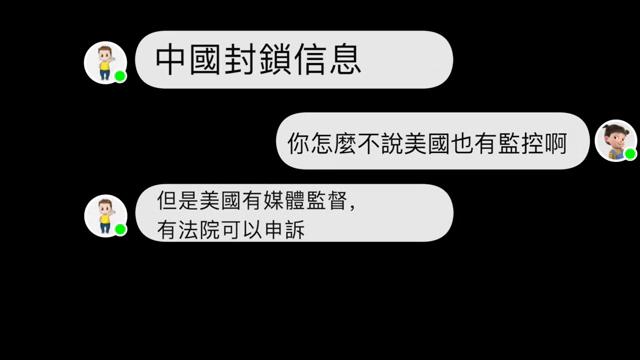 中國封鎖信息
你怎麼不說美國也有監控啊
但是美國有媒體監督，
有法院可以申訴